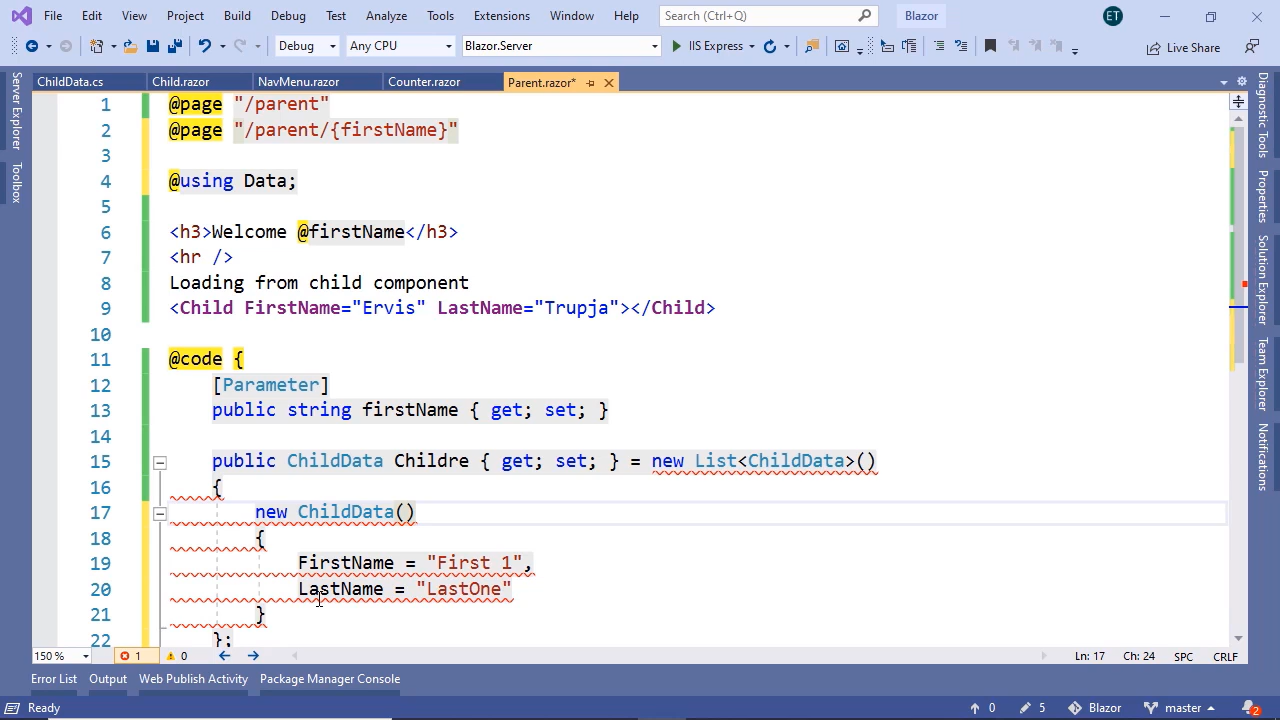 File Edit View Project Build Debug Test Analyze Tools Extensions Window Help Search (Ctrl+Q) Blazor ET
Debug Any CPU Blazor.Server IIS Express Live Share
ChildData.cs Child.razor NavMenu.razor Counter.razor Parent.razor*
Server Explorer
Toolbox
1 @page "/parent"
2 @page "/parent/{firstName}"
3
4 @using Data;
5
6 <h3>Welcome @firstName</h3>
7 <hr />
8 Loading from child component
9 <Child FirstName="Ervis" LastName="Trupja"></Child>
10
11 @code {
12 [Parameter]
13 public string firstName { get; set; }
14
15 public ChildData Childre { get; set; } = new List<ChildData>()
16 {
17 new ChildData()
18 {
19 FirstName = "First 1",
20 LastName = "LastOne"
21 }
22 };
Diagnostic Tools
Properties
Solution Explorer
Team Explorer
Notifications
150 % 1 0 Ln: 17 Ch: 24 SPC CRLF
Error List Output Web Publish Activity Package Manager Console
Ready 0 5 Blazor master 2